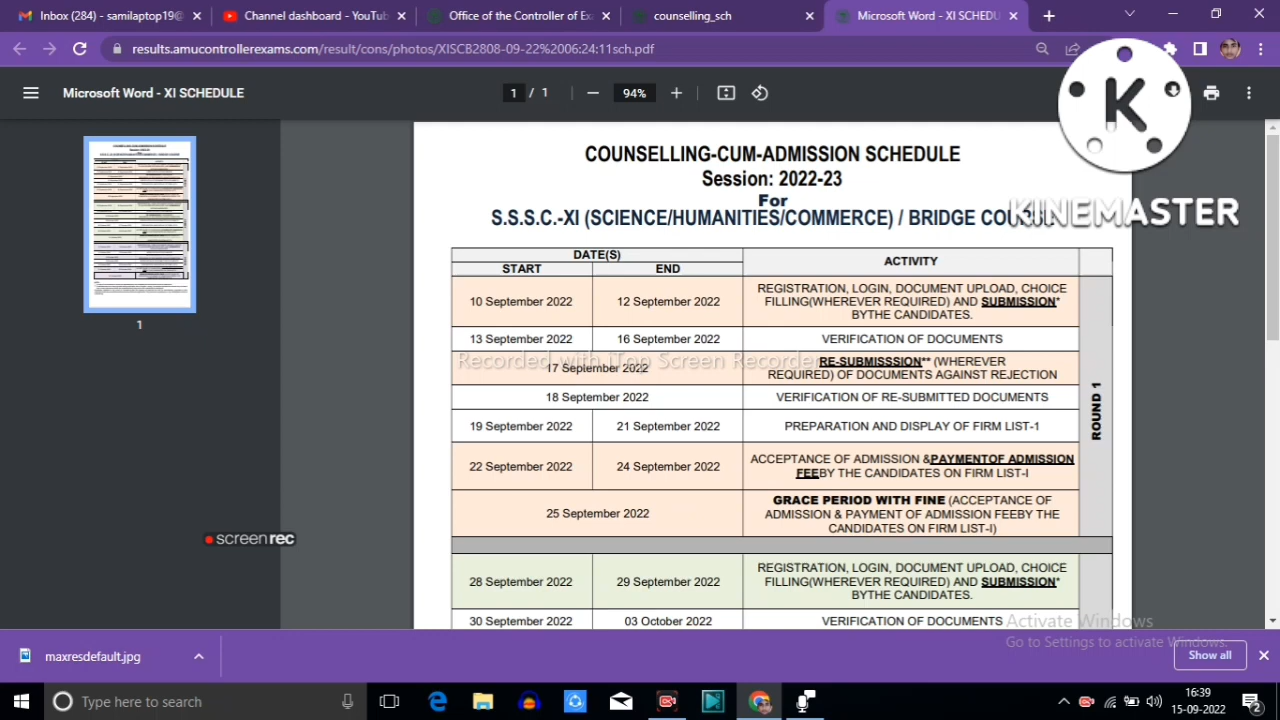 Inbox (284) - samilaptop19@
Channel dashboard - YouTub
Office of the Controller of Ex
counselling_sch
Microsoft Word - XI SCHEDU
results.amucontrollerexams.com/result/cons/photos/XISCB2808-09-22%2006:24:11sch.pdf
Microsoft Word - XI SCHEDULE
1 / 1
94%
K
KINEMASTER
1
COUNSELLING-CUM-ADMISSION SCHEDULE
Session: 2022-23
For
S.S.S.C.-XI (SCIENCE/HUMANITIES/COMMERCE) / BRIDGE COURSE
DATE(S)
ACTIVITY
START
END
10 September 2022
12 September 2022
REGISTRATION, LOGIN, DOCUMENT UPLOAD, CHOICE
FILLING(WHEREVER REQUIRED) AND SUBMISSION*
BYTHE CANDIDATES.
13 September 2022
16 September 2022
VERIFICATION OF DOCUMENTS
Recorded with iTop Screen Recorder
17 September 2022
RE-SUBMISSSION** (WHEREVER
REQUIRED) OF DOCUMENTS AGAINST REJECTION
18 September 2022
VERIFICATION OF RE-SUBMITTED DOCUMENTS
19 September 2022
21 September 2022
PREPARATION AND DISPLAY OF FIRM LIST-1
22 September 2022
24 September 2022
ACCEPTANCE OF ADMISSION &PAYMENTOF ADMISSION
FEEBY THE CANDIDATES ON FIRM LIST-I
25 September 2022
GRACE PERIOD WITH FINE (ACCEPTANCE OF
ADMISSION & PAYMENT OF ADMISSION FEEBY THE
CANDIDATES ON FIRM LIST-I)
ROUND 1
screenrec
28 September 2022
29 September 2022
REGISTRATION, LOGIN, DOCUMENT UPLOAD, CHOICE
FILLING(WHEREVER REQUIRED) AND SUBMISSION*
BYTHE CANDIDATES.
30 September 2022
03 October 2022
VERIFICATION OF DOCUMENTS
Activate Windows
Go to Settings to activate Windows.
maxresdefault.jpg
Show all
Type here to search
16:39
15-09-2022
2